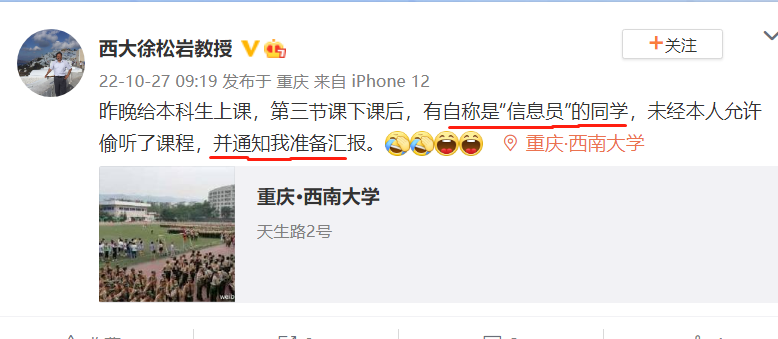 西大徐松岩教授
+关注
22-10-27 09:19 发布于 重庆 来自 iPhone 12
昨晚给本科生上课，第三节课下课后，有自称是“信息员”的同学，未经本人允许
偷听了课程，并通知我准备汇报。 重庆·西南大学
重庆·西南大学
天生路2号